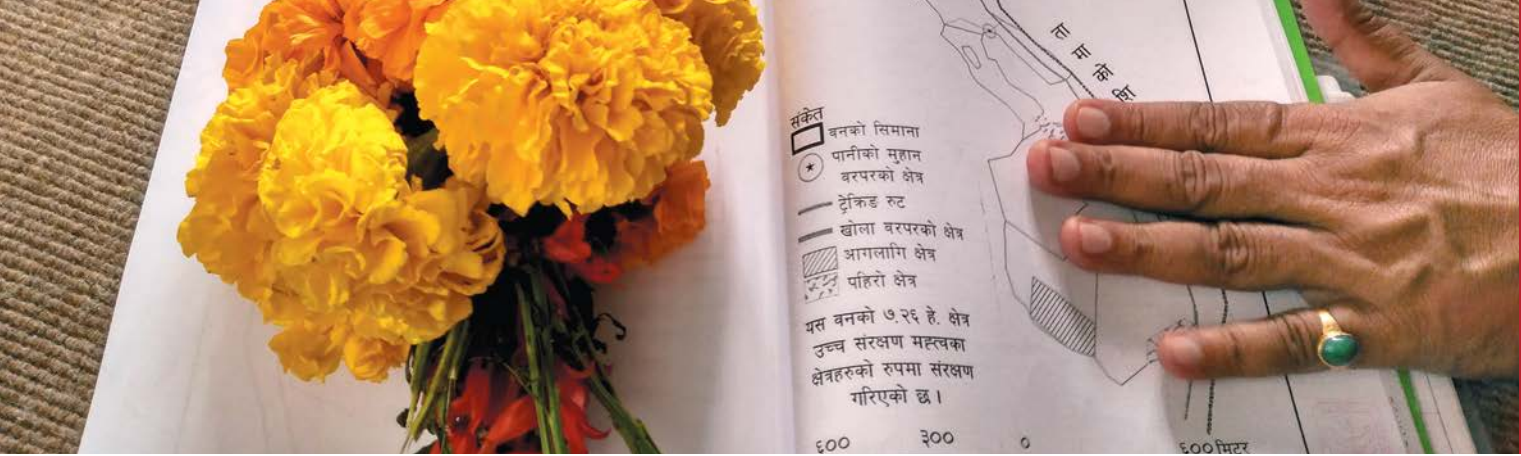 तामाकोशि
संकेत
वनको सिमाना
पानीको मुहान
वरपरको क्षेत्र
ट्रेकिङ रुट
खोला वरपरको क्षेत्र
आगलागि क्षेत्र
पहिरो क्षेत्र
यस वनको ७.२६ हे. क्षेत्र
उच्च संरक्षण महत्वका
क्षेत्रहरुको रुपमा संरक्षण
गरिएको छ।
६०० ३०० ० ६०० मिटर